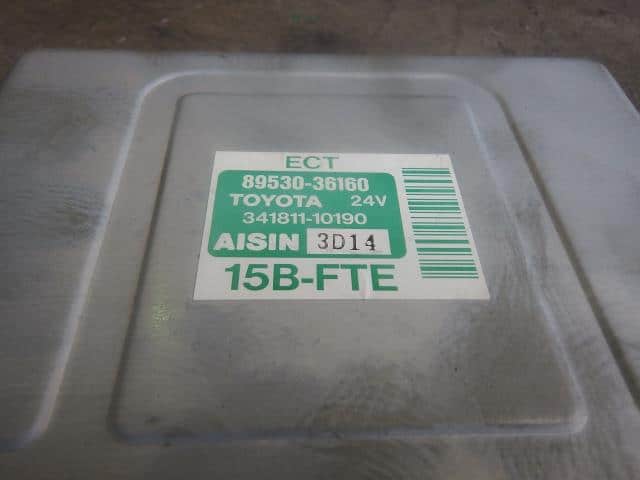 ECT
89530-36160
TOYOTA 24V
341811-10190
AISIN 3D14
15B-FTE